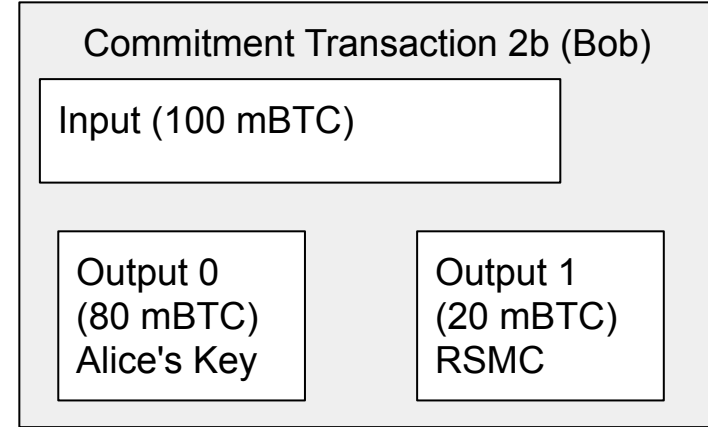 Commitment Transaction 2b (Bob)
Input (100 mBTC)
Output 0
(80 mBTC)
Alice's Key
Output 1
(20 mBTC)
RSMC